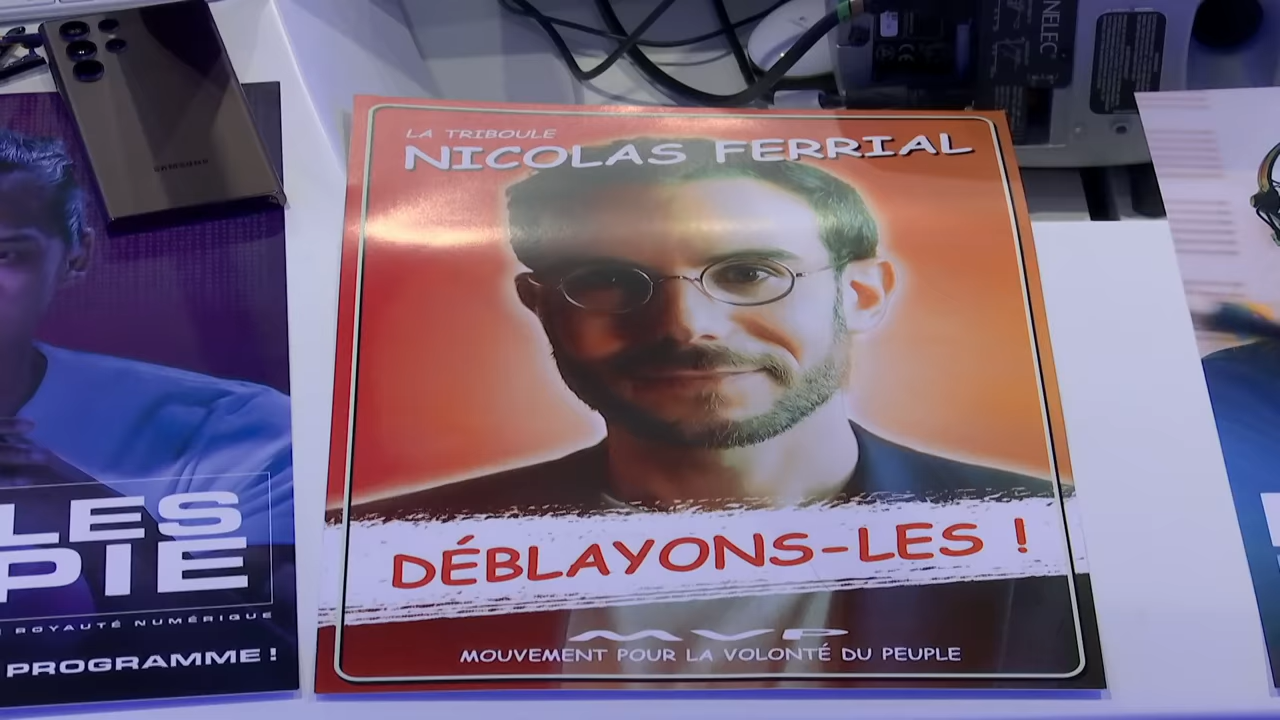 SAMSUNG
NELEC
LA TRIBOULE
NICOLAS FERRIAL
DÉBLAYONS-LES !
MVP
MOUVEMENT POUR LA VOLONTÉ DU PEUPLE
LES
PIE
ROYAUTÉ NUMÉRIQUE
PROGRAMME !